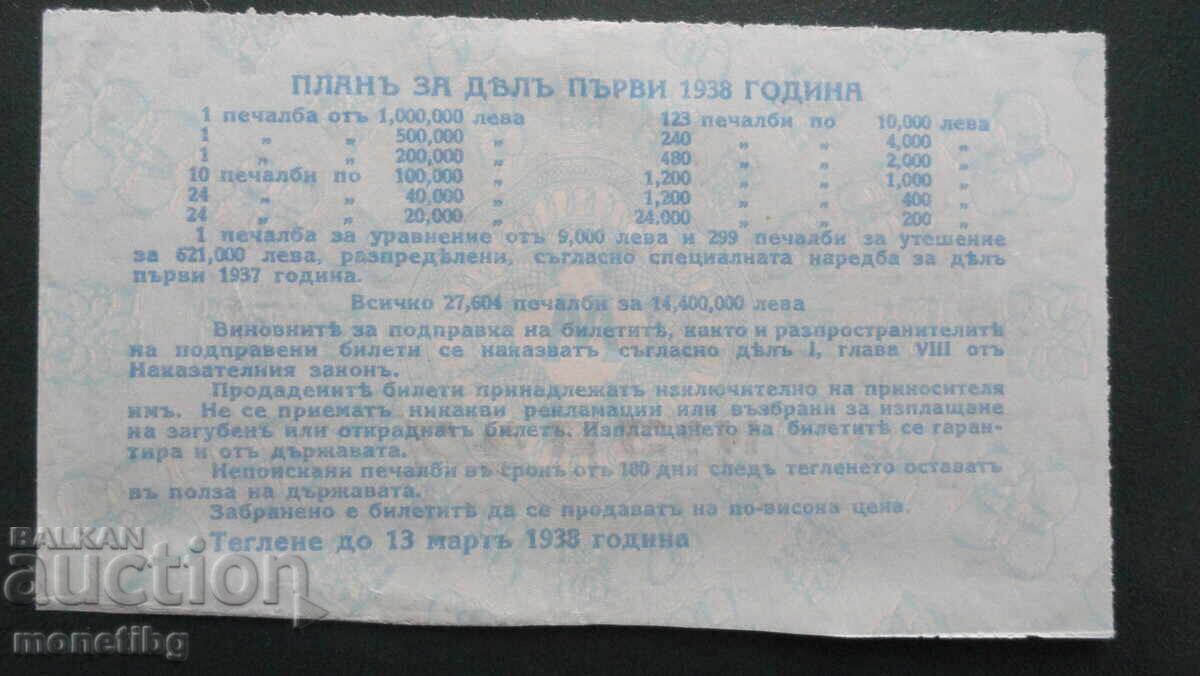 ПЛАНЪ ЗА ДѢЛЪ ПЪРВИ 1938 ГОДИНА
1 печалба отъ 1,000,000 лева
1 „ „ 500,000 „
1 „ „ 200,000 „
10 печалби по 100,000 „
24 „ „ 40,000 „
24 „ „ 20,000 „
123 печалби по 10,000 лева
240 „ „ 4,000 „
480 „ „ 2,000 „
1,200 „ „ 1,000 „
1,200 „ „ 400 „
24.000 „ „ 200 „
1 печалба за уравнение отъ 9,000 лева и 299 печалби за утешение
за 621,000 лева, разпредѣлени, съгласно специалната наредба за дѣлъ
първи 1937 година.
Всичко 27,604 печалби за 14,400,000 лева
Виновнитѣ за подправка на билетитѣ, както и разпространителитѣ
на подправени билети се наказватъ съгласно дѣлъ I, глава VIII отъ
Наказателния законъ.
Продаденитѣ билети принадлежатъ изключително на приносителя
имъ. Не се приематъ никакви рекламации или възбрани за изплащане
на загубенъ или откраднатъ билетъ. Изплащането на билетитѣ се гаран-
тира и отъ държавата.
Непоискани печалби въ срокъ отъ 180 дни следъ тегленето оставатъ
въ полза на държавата.
Забранено е билетитѣ да се продаватъ на по-висока цена.
Теглене до 13 мартъ 1938 година
BALKAN
auction
monetibg